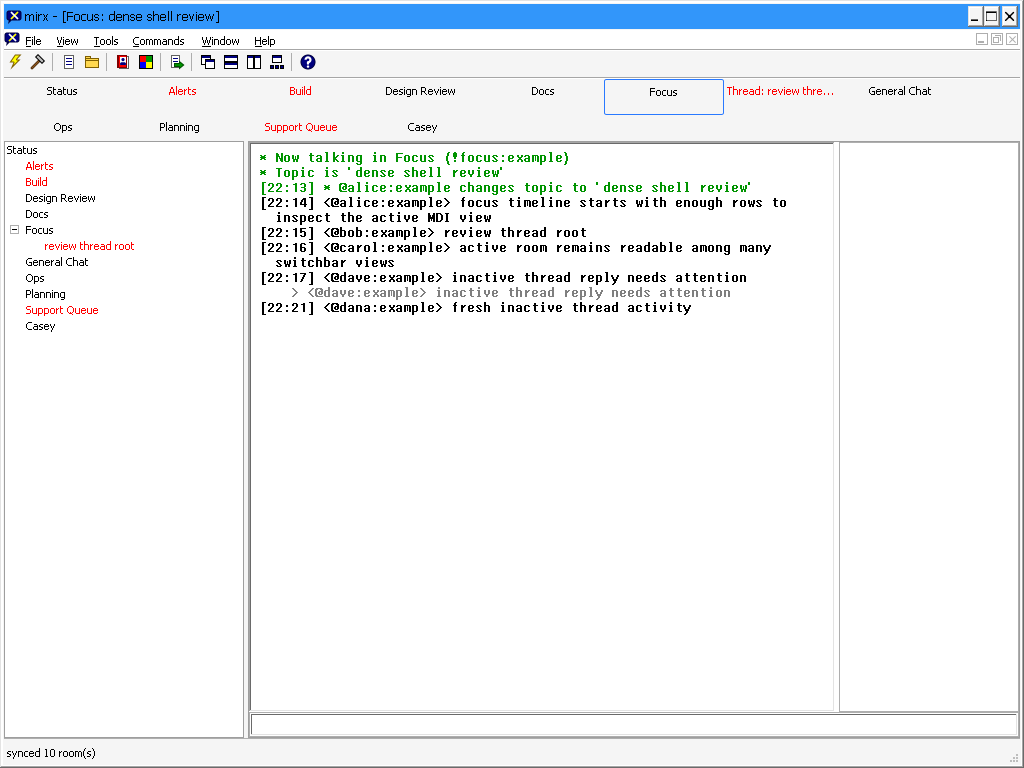 mirx - [Focus: dense shell review]
File View Tools Commands Window Help
Status Alerts Build Design Review Docs Focus Thread: review thre... General Chat
Ops Planning Support Queue Casey
Status
Alerts
Build
Design Review
Docs
Focus
review thread root
General Chat
Ops
Planning
Support Queue
Casey
* Now talking in Focus (!focus:example)
* Topic is 'dense shell review'
[22:13] * @alice:example changes topic to 'dense shell review'
[22:14] <@alice:example> focus timeline starts with enough rows to
inspect the active MDI view
[22:15] <@bob:example> review thread root
[22:16] <@carol:example> active room remains readable among many
switchbar views
[22:17] <@dave:example> inactive thread reply needs attention
> <@dave:example> inactive thread reply needs attention
[22:21] <@dana:example> fresh inactive thread activity
synced 10 room(s)